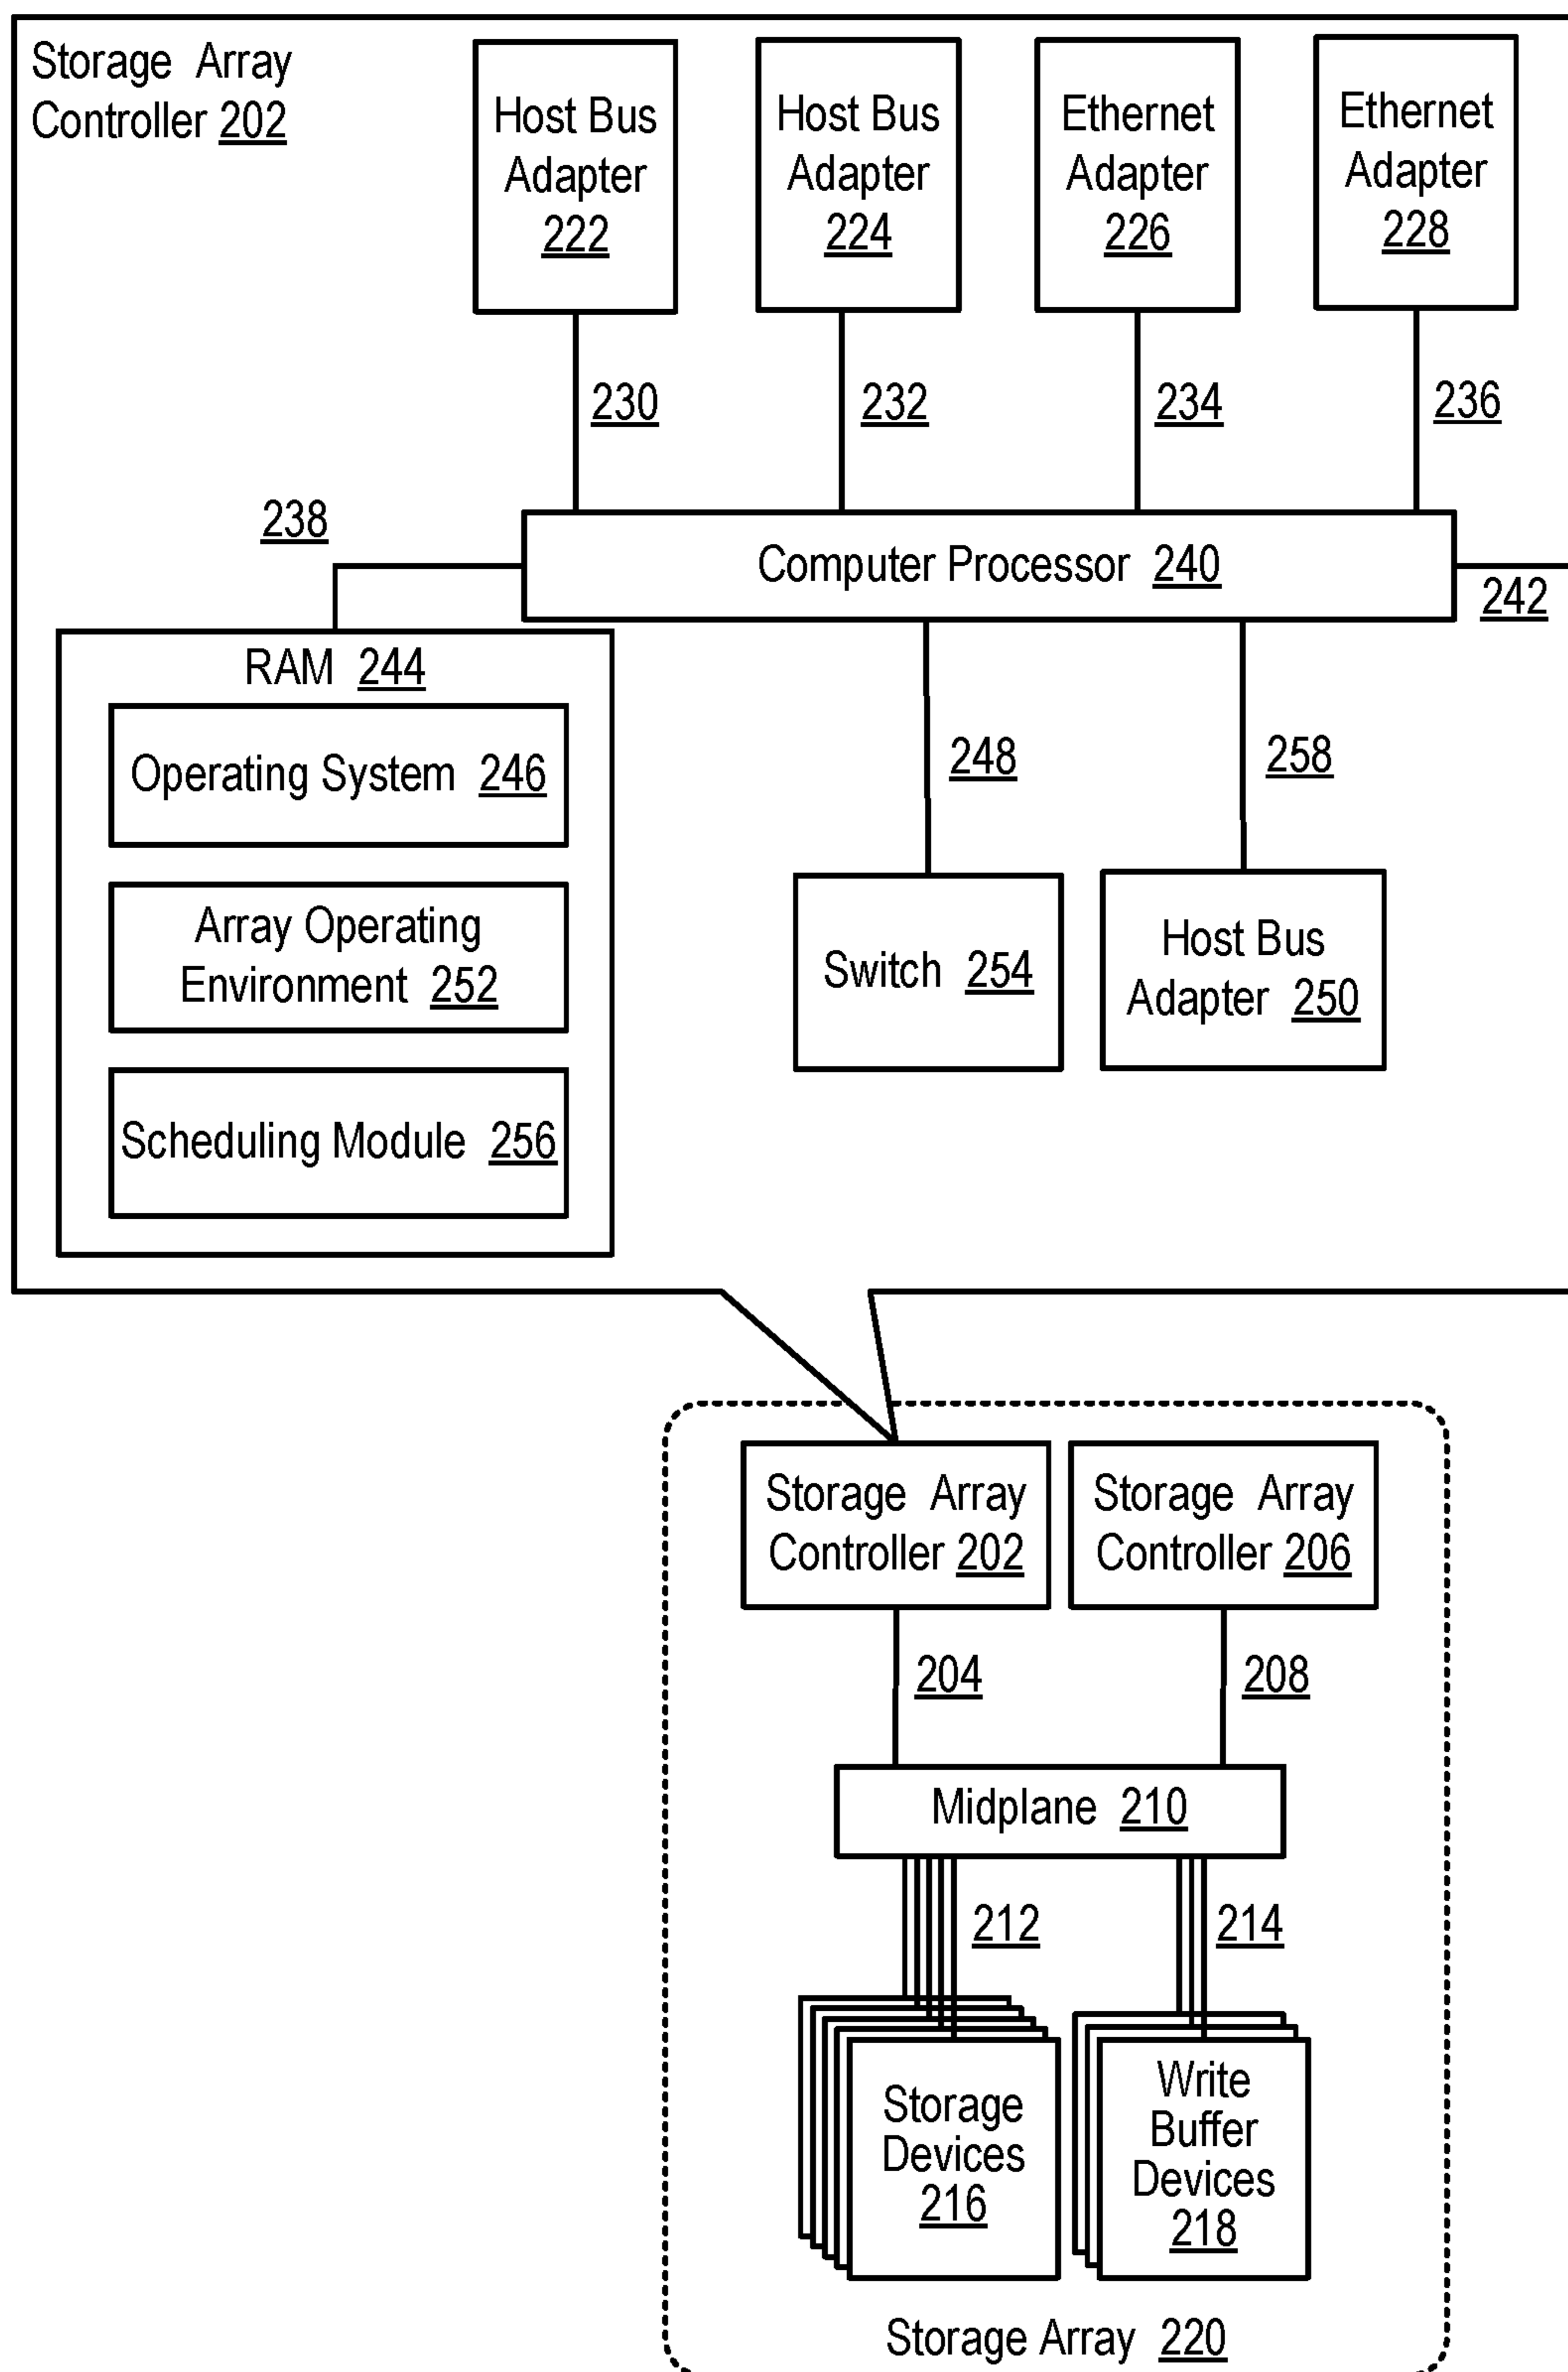 Storage Array
Controller 202
Host Bus
Adapter
222
Host Bus
Adapter
224
Ethernet
Adapter
226
Ethernet
Adapter
228
230
232
234
236
238
Computer Processor 240
242
RAM 244
Operating System 246
Array Operating
Environment 252
Scheduling Module 256
248
258
Switch 254
Host Bus
Adapter 250
Storage Array
Controller 202
Storage Array
Controller 206
204
208
Midplane 210
212
214
Storage
Devices
216
Write
Buffer
Devices
218
Storage Array 220